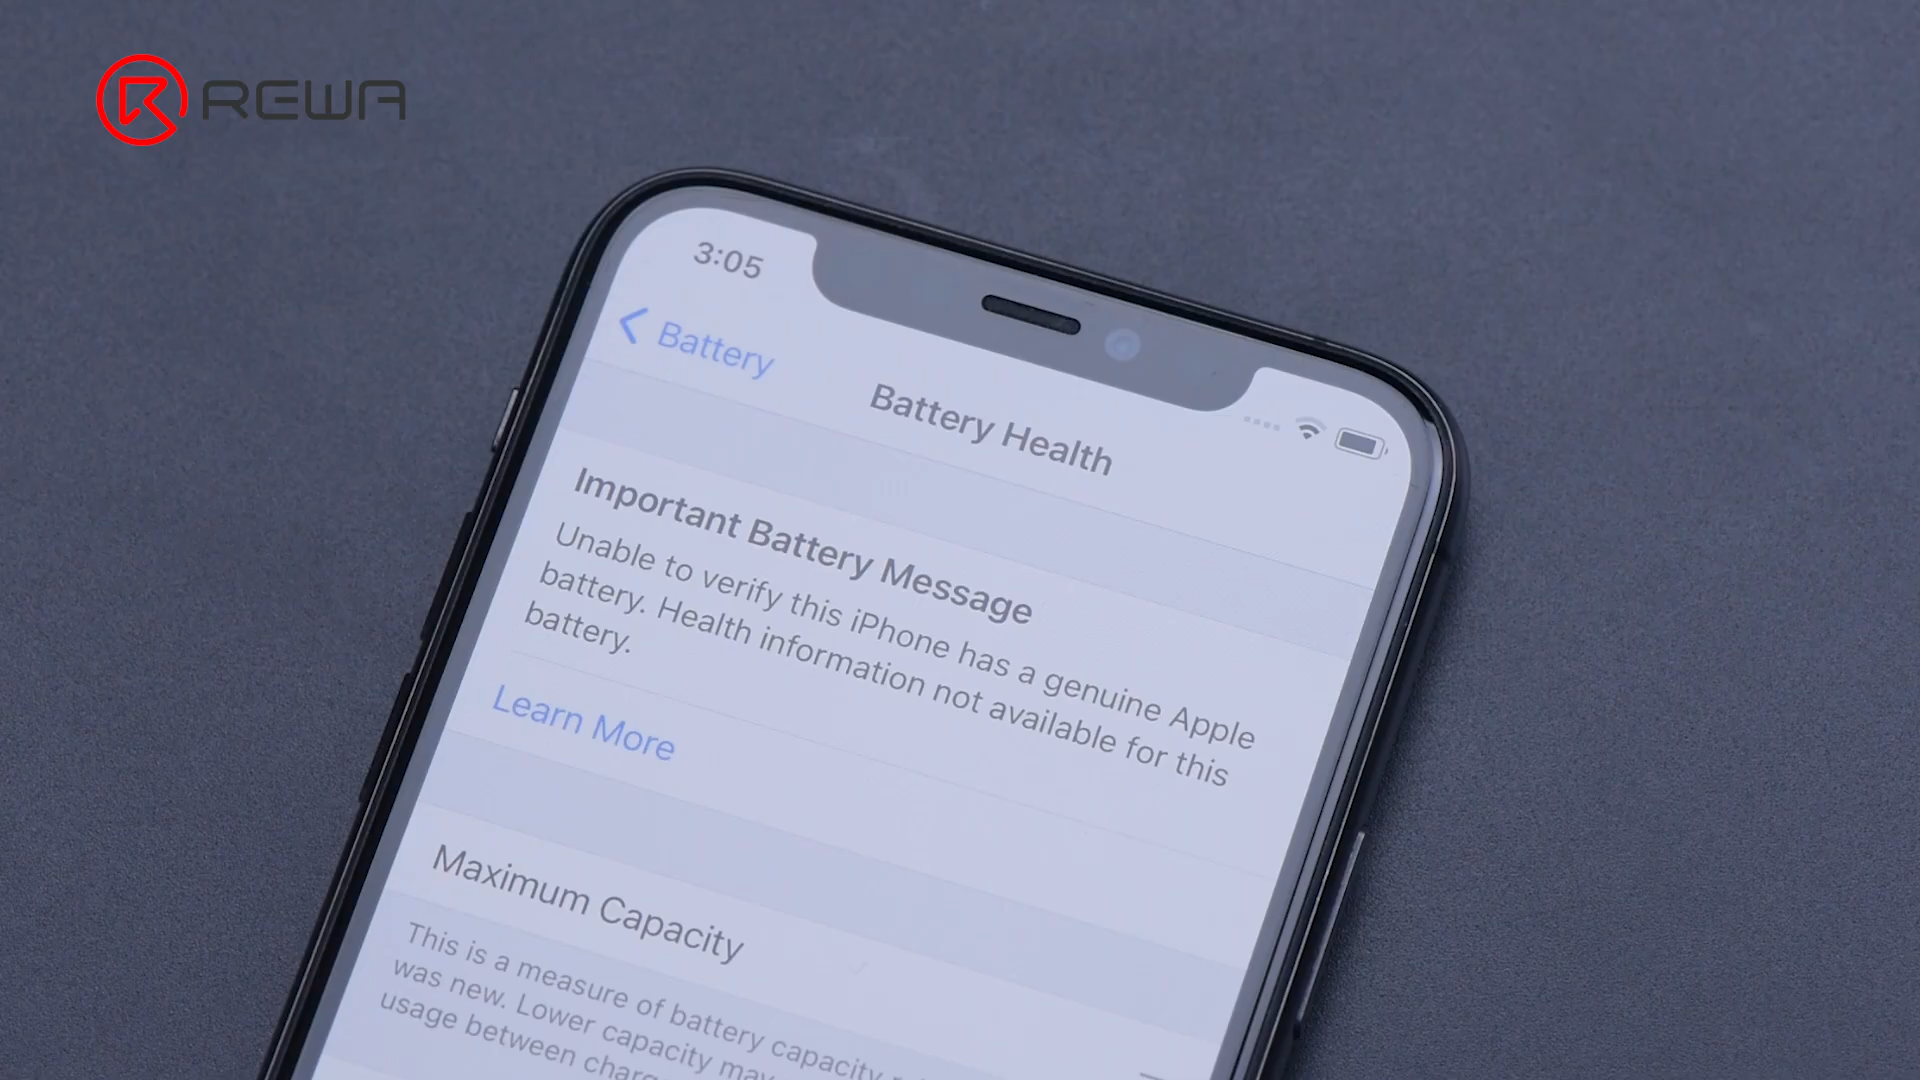 REWA
3:05
Battery
Battery Health
Important Battery Message
Unable to verify this iPhone has a genuine Apple
battery. Health information not available for this
battery.
Learn More
Maximum Capacity
This is a measure of battery capacity
was new. Lower capacity may
usage between